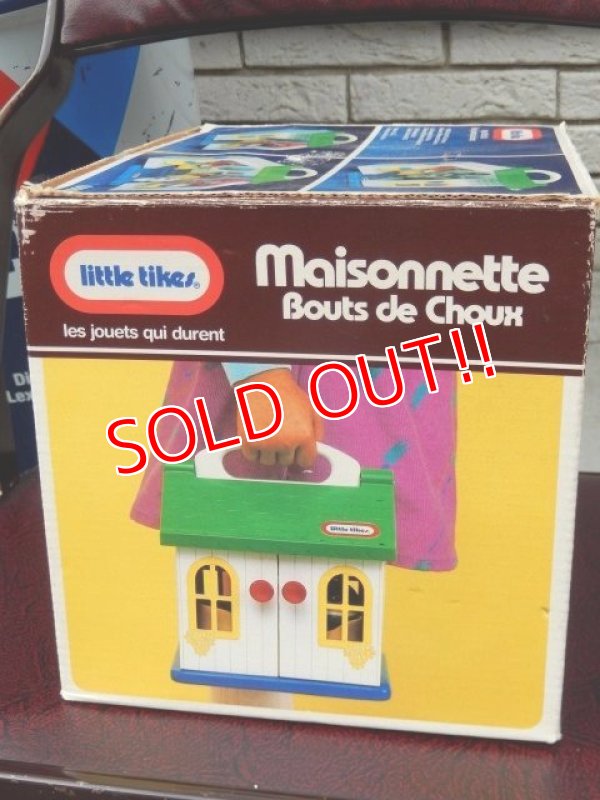 little tikes®
les jouets qui durent
Maisonnette
Bouts de Choux
SOLD OUT!!
little tikes